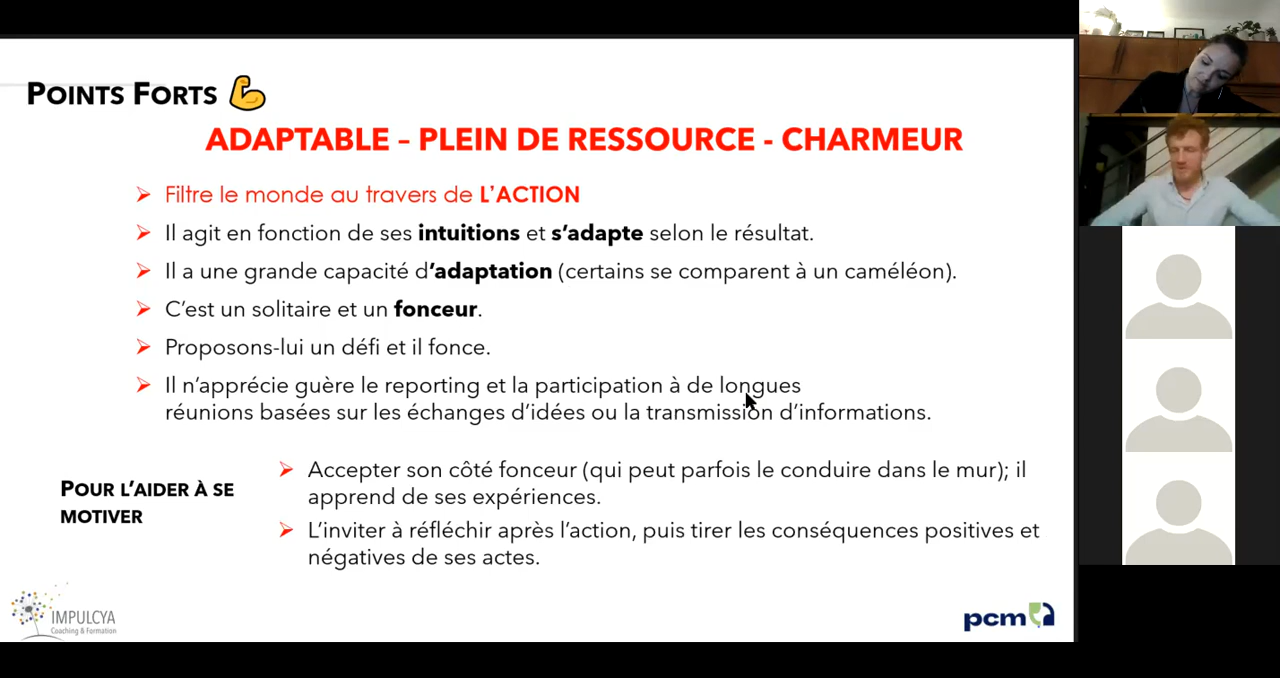 POINTS FORTS
ADAPTABLE – PLEIN DE RESSOURCE - CHARMEUR
Filtre le monde au travers de L’ACTION
Il agit en fonction de ses intuitions et s’adapte selon le résultat.
Il a une grande capacité d’adaptation (certains se comparent à un caméléon).
C’est un solitaire et un fonceur.
Proposons-lui un défi et il fonce.
Il n’apprécie guère le reporting et la participation à de longues
réunions basées sur les échanges d’idées ou la transmission d’informations.
POUR L’AIDER À SE
MOTIVER
Accepter son côté fonceur (qui peut parfois le conduire dans le mur); il
apprend de ses expériences.
L’inviter à réfléchir après l’action, puis tirer les conséquences positives et
négatives de ses actes.
IMPULCYA
Coaching & Formation
pcm